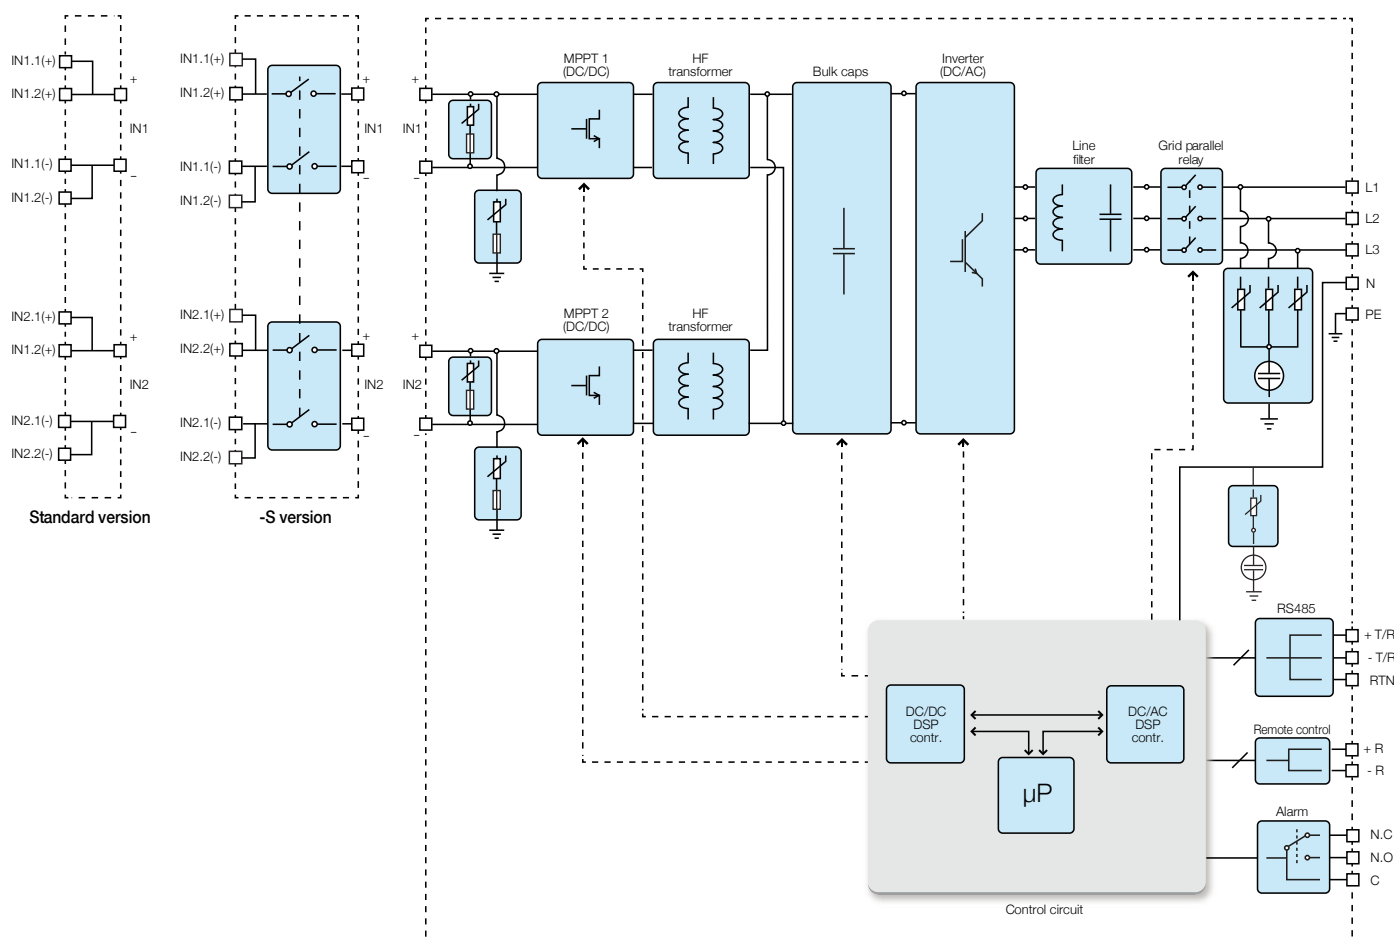 IN1.1(+)
IN1.2(+)
IN1.1(-)
IN1.2(-)
+
IN1
–
IN2.1(+)
IN1.2(+)
IN2.1(-)
IN2.2(-)
+
IN2
–
Standard version
IN1.1(+)
IN1.2(+)
IN1.1(-)
IN1.2(-)
+
IN1
–
IN2.1(+)
IN2.2(+)
IN2.1(-)
IN2.2(-)
+
IN2
–
-S version
+
IN1
–
+
IN2
–
MPPT 1
(DC/DC)
HF
transformer
MPPT 2
(DC/DC)
HF
transformer
Bulk caps
Inverter
(DC/AC)
Line
filter
Grid parallel
relay
L1
L2
L3
N
PE
RS485
+ T/R
- T/R
RTN
Remote control
+ R
- R
Alarm
N.C
N.O
C
DC/DC
DSP
contr.
DC/AC
DSP
contr.
µP
Control circuit